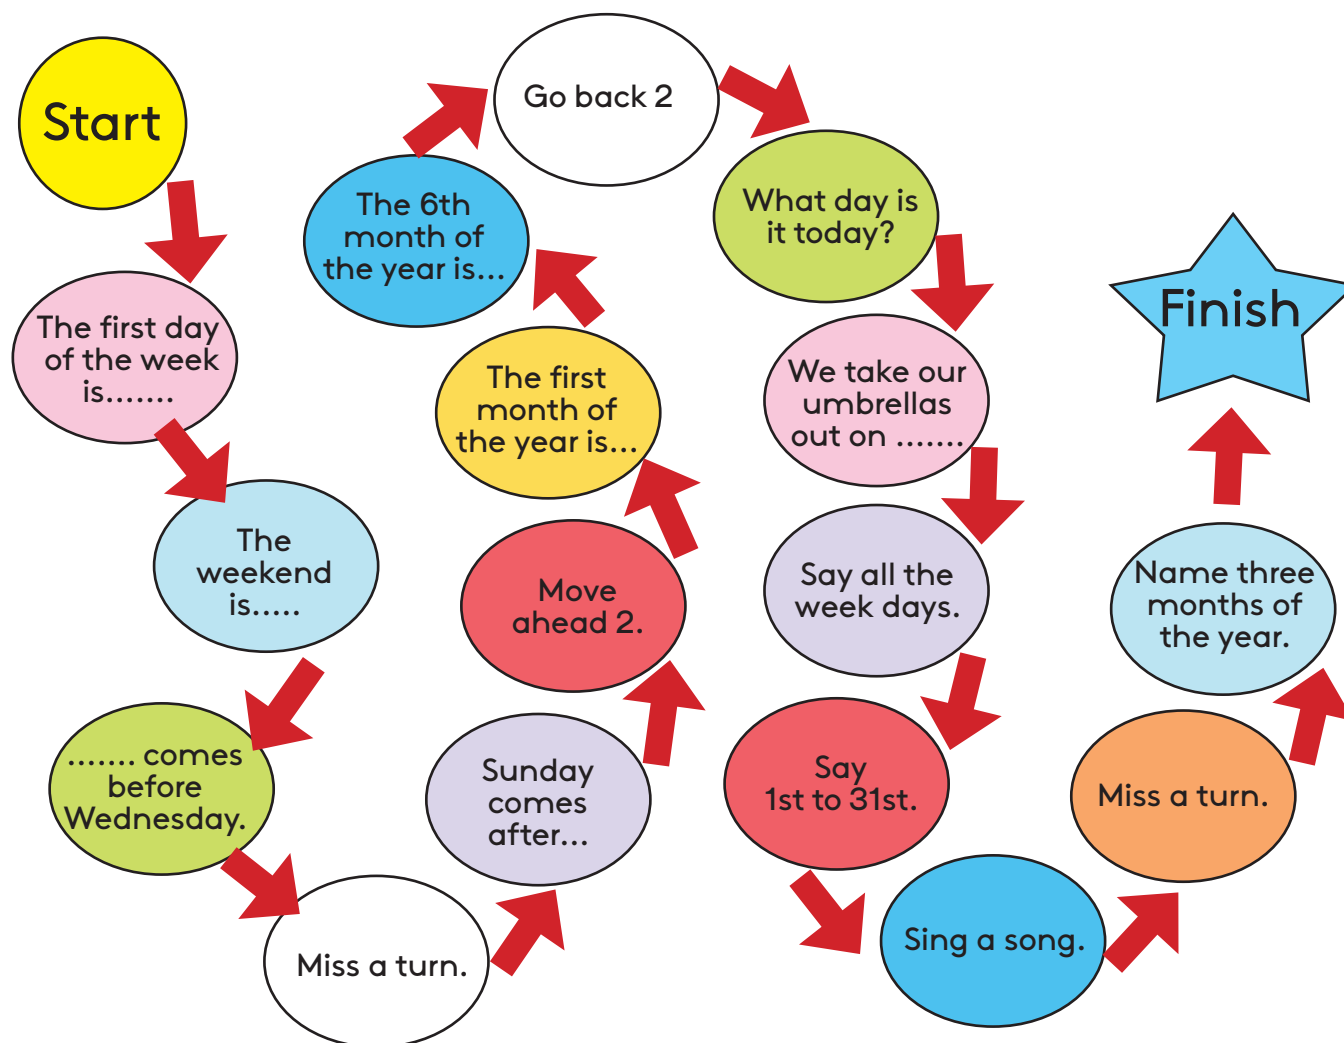 Start
The first day
of the week
is.......
The
weekend
is.....
....... comes
before
Wednesday.
Miss a turn.
Sunday
comes
after...
Move
ahead 2.
The first
month of
the year is...
The 6th
month of
the year is...
Go back 2
What day is
it today?
We take our
umbrellas
out on .......
Say all the
week days.
Say
1st to 31st.
Sing a song.
Miss a turn.
Name three
months of
the year.
Finish